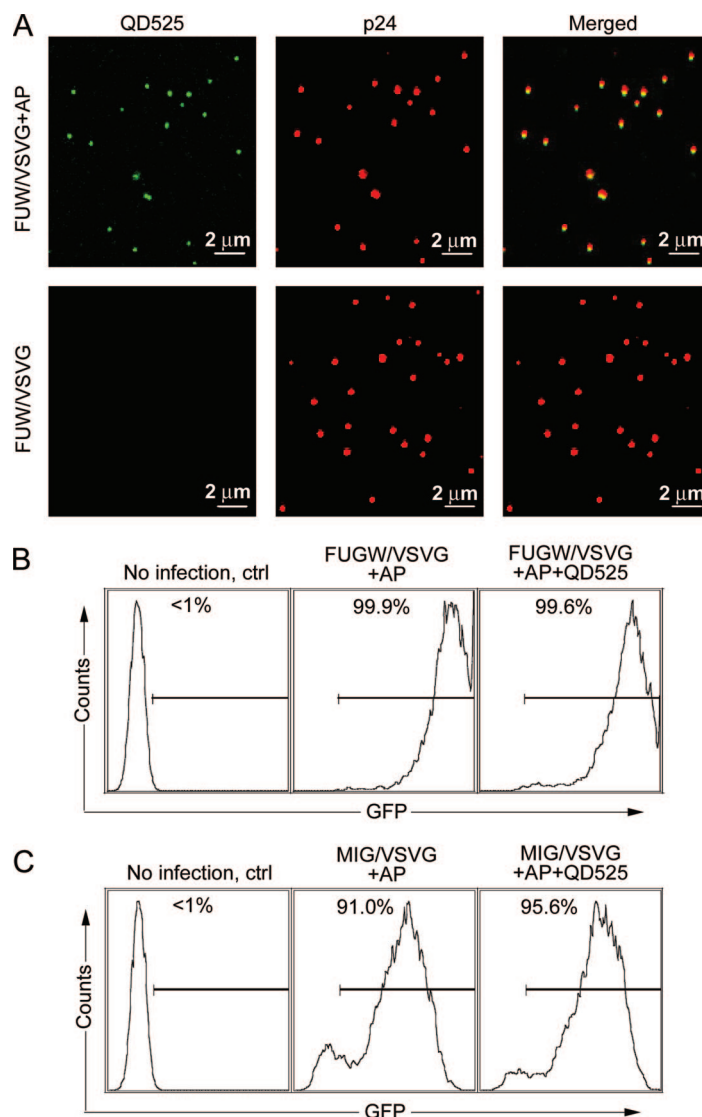 A
QD525 p24 Merged
FUW/VSVG+AP
2 μm 2 μm 2 μm
FUW/VSVG
2 μm 2 μm 2 μm
B
No infection, ctrl FUGW/VSVG FUGW/VSVG
+AP +AP+QD525
<1% 99.9% 99.6%
Counts
GFP
C
No infection, ctrl MIG/VSVG MIG/VSVG
+AP +AP+QD525
<1% 91.0% 95.6%
Counts
GFP